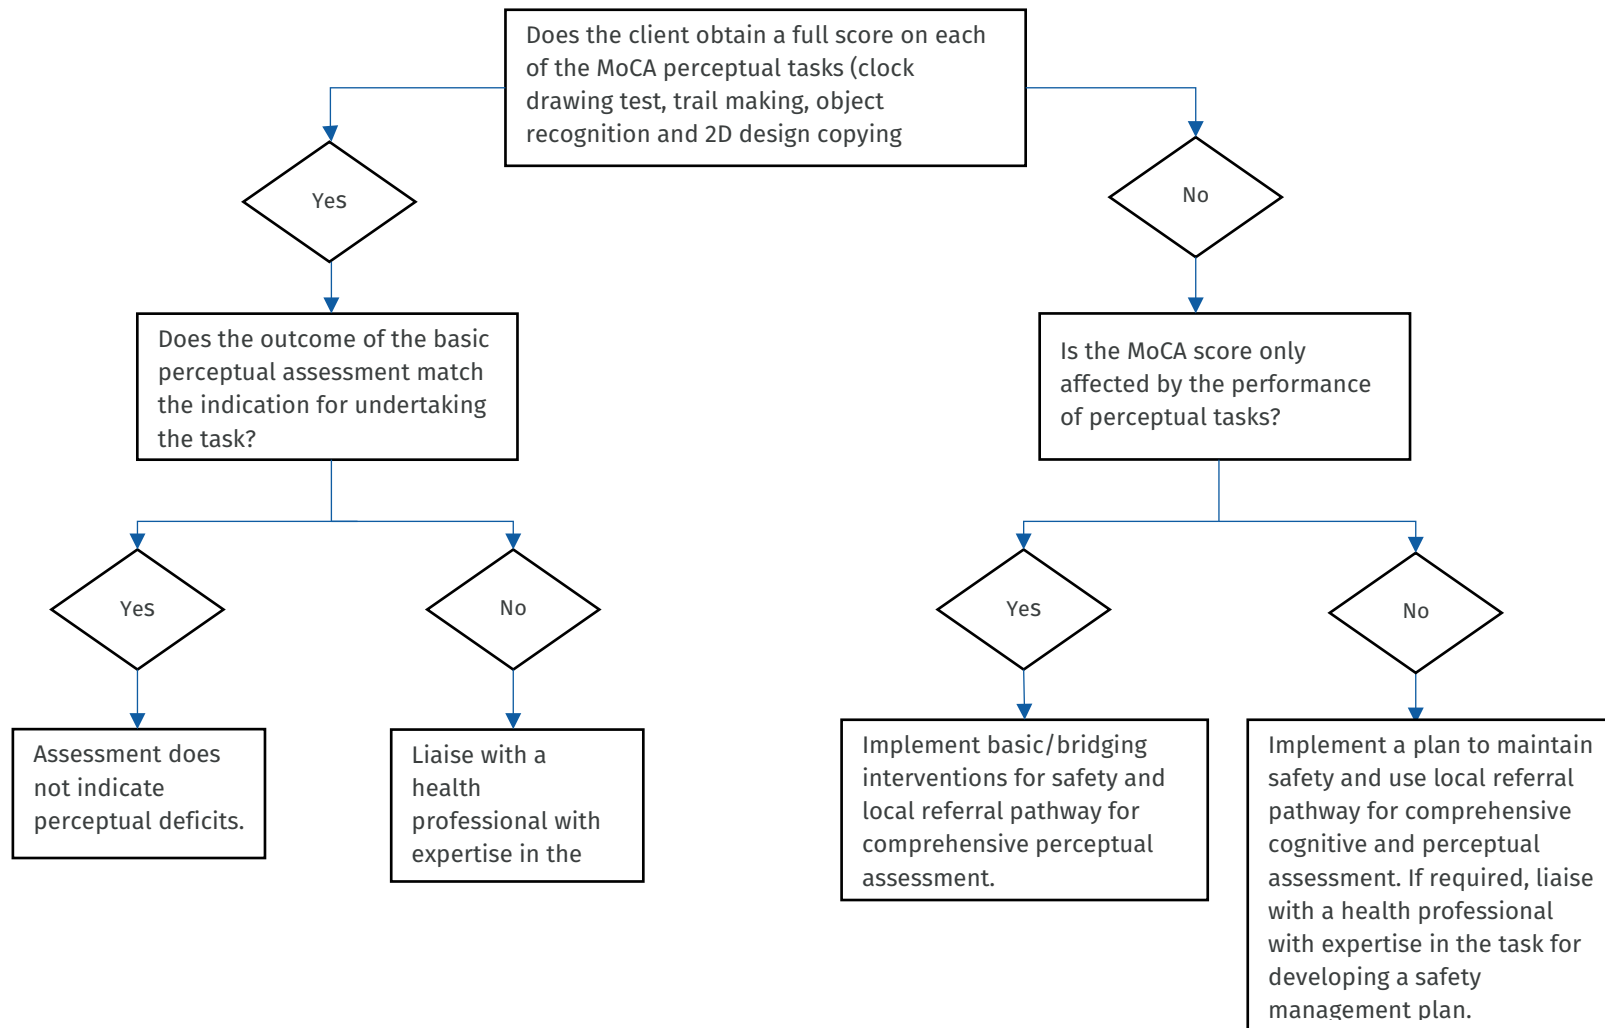 Does the client obtain a full score on each
of the MoCA perceptual tasks (clock
drawing test, trail making, object
recognition and 2D design copying
Yes
No
Does the outcome of the basic
perceptual assessment match
the indication for undertaking
the task?
Is the MoCA score only
affected by the performance
of perceptual tasks?
Yes
No
Yes
No
Assessment does
not indicate
perceptual deficits.
Liaise with a
health
professional with
expertise in the
Implement basic/bridging
interventions for safety and
local referral pathway for
comprehensive perceptual
assessment.
Implement a plan to maintain
safety and use local referral
pathway for comprehensive
cognitive and perceptual
assessment. If required, liaise
with a health professional
with expertise in the task for
developing a safety
management plan.